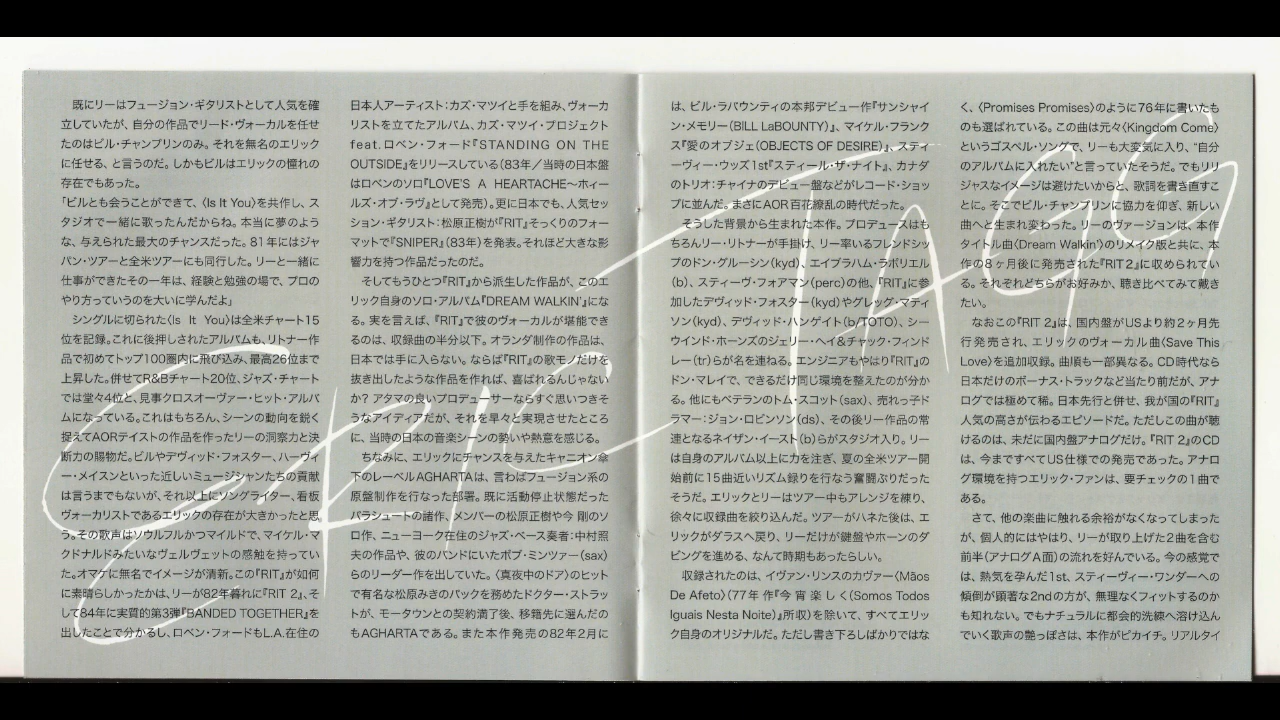 既にリーはフュージョン・ギタリストとして人気を確
立していたが、自分の作品でリード・ヴォーカルを任せ
たのはビル・チャンプリンのみ。それを無名のエリック
に任せる、と言うのだ。しかもビルはエリックの憧れの
存在でもあった。
「ビルとも会うことができて、〈Is It You〉を共作し、ス
タジオで一緒に歌ったんだからね。本当に夢のよう
な、与えられた最大のチャンスだった。81年にはジャ
パン・ツアーと全米ツアーにも同行した。リーと一緒に
仕事ができたその一年は、経験と勉強の場で、プロの
やり方っていうのを大いに学んだよ」
シングルに切られた〈Is It You〉は全米チャート15
位を記録。これに後押しされたアルバムも、リトナー作
品で初めてトップ100圏内に飛び込み、最高26位まで
上昇した。併せてR&Bチャート20位、ジャズ・チャート
では堂々4位と、見事クロスオーヴァー・ヒット・アルバ
ムになっている。これはもちろん、シーンの動向を鋭く
捉えてAORテイストの作品を作ったリーの洞察力と決
断力の賜物だ。ビルやデヴィッド・フォスター、ハーヴィ
ー・メイスンといった近しいミュージシャンたちの貢献
は言うまでもないが、それ以上にソングライター、看板
ヴォーカリストであるエリックの存在が大きかったと思
う。その歌声はソウルフルかつマイルドで、マイケル・マ
クドナルドみたいなヴェルヴェットの感触を持ってい
た。オマケに無名でイメージが清新。この『RIT』が如何
に素晴らしかったかは、リーが82年暮れに『RIT 2』、そ
して84年に実質的第3弾『BANDED TOGETHER』を
出したことで分かるし、ロベン・フォードもL.A.在住の
日本人アーティスト：カズ・マツイと手を組み、ヴォーカ
リストを立てたアルバム、カズ・マツイ・プロジェクト
feat.ロベン・フォード『STANDING ON THE
OUTSIDE』をリリースしている（83年／当時の日本盤
はロベンのソロ『LOVE'S A HEARTACHE〜ホィー
ルズ・オブ・ラヴ』として発売）。更に日本でも、人気セッ
ション・ギタリスト：松原正樹が『RIT』そっくりのフォー
マットで『SNIPER』（83年）を発表。それほど大きな影
響力を持つ作品だったのだ。
そしてもうひとつ『RIT』から派生した作品が、このエ
リック自身のソロ・アルバム『DREAM WALKIN'』にな
る。実を言えば、『RIT』で彼のヴォーカルが堪能でき
るのは、収録曲の半分以下。オランダ制作の作品は、
日本では手に入らない。ならば『RIT』の歌モノだけを
抜き出したような作品を作れば、喜ばれるんじゃない
か？ アタマの良いプロデューサーならすぐ思いつきそ
うなアイディアだが、それを早々と実現させたところ
に、当時の日本の音楽シーンの勢いや熱意を感じる。
ちなみに、エリックにチャンスを与えたキャニオン傘
下のレーベルAGHARTAは、言わばフュージョン系の
原盤制作を行なった部署。既に活動停止状態だった
パラシュートの諸作、メンバーの松原正樹や今 剛のソ
ロ作、ニューヨーク在住のジャズ・ベース奏者：中村照
夫の作品や、彼のバンドにいたボブ・ミンツァー（sax）
らのリーダー作を出していた。〈真夜中のドア〉のヒット
で有名な松原みきのバックを務めたドクター・ストラッ
トが、モータウンとの契約満了後、移籍先に選んだの
もAGHARTAである。また本作発売の82年2月に
は、ビル・ラバウンティの本邦デビュー作『サンシャイ
ン・メモリー（BILL LaBOUNTY）』、マイケル・フランク
ス『愛のオブジェ（OBJECTS OF DESIRE）』、スティ
ーヴィー・ウッズ1st『スティール・ザ・ナイト』、カナダ
のトリオ：チャイナのデビュー盤などがレコード・ショッ
プに並んだ。まさにAOR百花繚乱の時代だった。
そうした背景から生まれた本作。プロデュースはも
ちろんリー・リトナーが手掛け、リー率いるフレンドシッ
プのドン・グルーシン（kyd）、エイブラハム・ラボリエル
（b）、スティーヴ・フォアマン（perc）の他、『RIT』に参
加したデヴィッド・フォスター（kyd）やグレッグ・マティ
ソン（kyd）、デヴィッド・ハンゲイト（b/TOTO）、シー
ウインド・ホーンズのジェリー・ヘイ＆チャック・フィンド
レー（tr）らが名を連ねる。エンジニアもやはり『RIT』の
ドン・マレイで、できるだけ同じ環境を整えたのが分か
る。他にもベテランのトム・スコット（sax）、売れっ子ド
ラマー：ジョン・ロビンソン（ds）、その後リー作品の常
連となるネイザン・イースト（b）らがスタジオ入り。リー
は自身のアルバム以上に力を注ぎ、夏の全米ツアー開
始前に15曲近いリズム録りを行なう奮闘ぶりだった
そうだ。エリックとリーはツアー中もアレンジを練り、
徐々に収録曲を絞り込んだ。ツアーがハネた後は、エ
リックがダラスへ戻り、リーだけが鍵盤やホーンのダ
ビングを進める、なんて時期もあったらしい。
収録されたのは、イヴァン・リンスのカヴァー〈Mãos
De Afeto〉（77年作『今宵楽しく（Somos Todos
Iguais Nesta Noite）』所収）を除いて、すべてエリッ
ク自身のオリジナルだ。ただし書き下ろしばかりではな
く、〈Promises Promises〉のように76年に書いたも
のも選ばれている。この曲は元々〈Kingdom Come〉
というゴスペル・ソングで、リーも大変気に入り、“自分
のアルバムに入れたい”と言っていたそうだ。でもリリ
ジャスなイメージは避けたいからと、歌詞を書き直すこ
とに。そこでビル・チャンプリンに協力を仰ぎ、新しい
曲へと生まれ変わった。リーのヴァージョンは、本作
タイトル曲〈Dream Walkin'〉のリメイク版と共に、本
作の8ヶ月後に発売された『RIT 2』に収められてい
る。それぞれどちらがお好みか、聴き比べてみて戴き
たい。
なおこの『RIT 2』は、国内盤がUSより約2ヶ月先
行発売され、エリックのヴォーカル曲〈Save This
Love〉を追加収録。曲順も一部異なる。CD時代なら
日本だけのボーナス・トラックなど当たり前だが、アナ
ログでは極めて稀。日本先行と併せ、我が国の『RIT』
人気の高さが伝わるエピソードだ。ただしこの曲が聴
けるのは、未だに国内盤アナログだけ。『RIT 2』のCD
は、今まですべてUS仕様での発売であった。アナロ
グ環境を持つエリック・ファンは、要チェックの1曲で
ある。
さて、他の楽曲に触れる余裕がなくなってしまった
が、個人的にはやはり、リーが取り上げた2曲を含む
前半（アナログA面）の流れを好んでいる。今の感覚で
は、熱気を孕んだ1st、スティーヴィー・ワンダーへの
傾倒が顕著な2ndの方が、無理なくフィットするのか
も知れない。でもナチュラルに都会的洗練へ溶け込ん
でいく歌声の艶っぽさは、本作がピカイチ。リアルタイ
ERIC TAGG